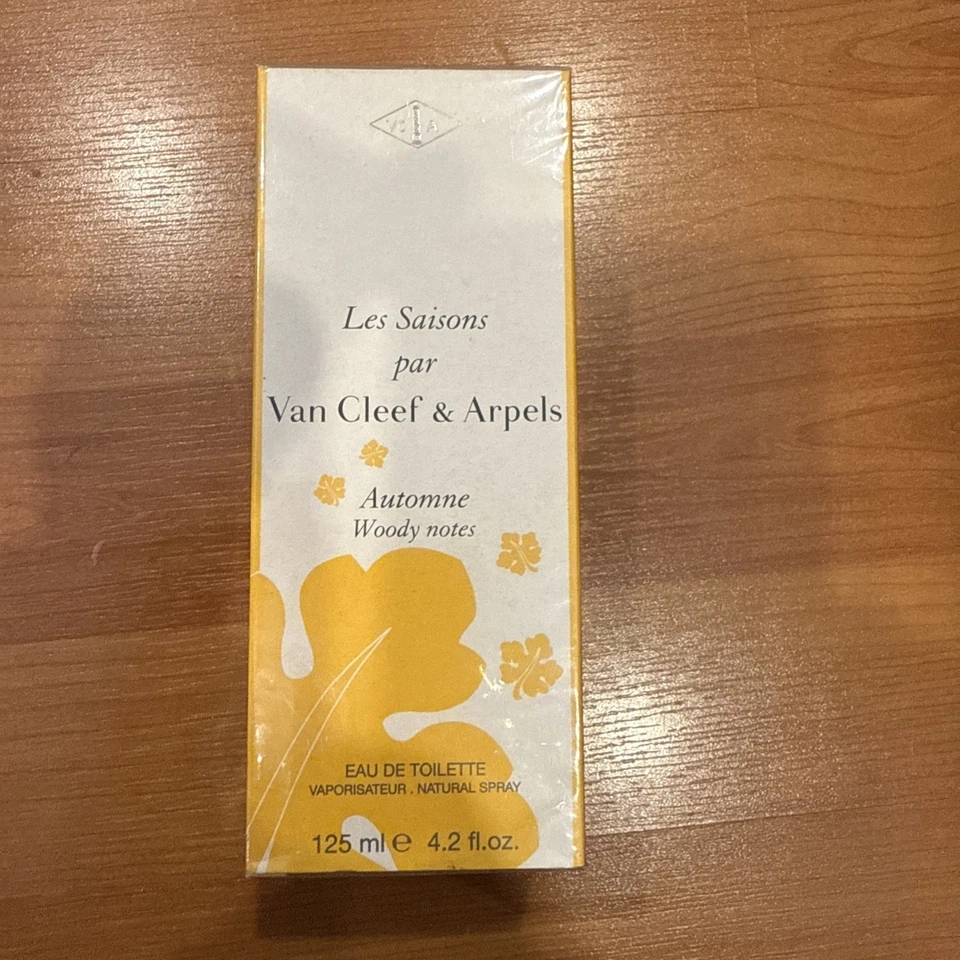 VC A
Les Saisons
par
Van Cleef & Arpels
Automne
Woody notes
EAU DE TOILETTE
VAPORISATEUR . NATURAL SPRAY
125 ml e 4.2 fl.oz.